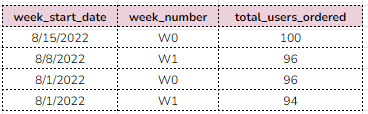 week_start_date week_number total_users_ordered
8/15/2022 W0 100
8/8/2022 W1 96
8/1/2022 W0 96
8/1/2022 W1 94